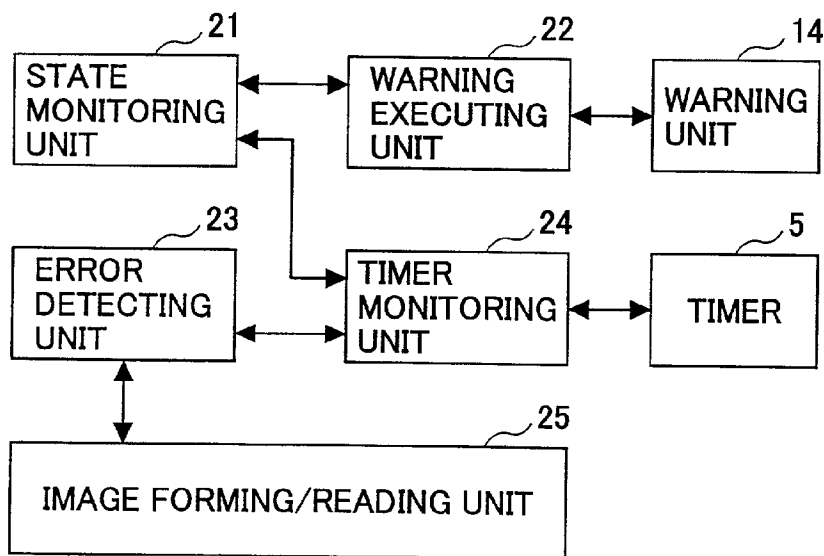 21
STATE
MONITORING
UNIT
22
WARNING
EXECUTING
UNIT
14
WARNING
UNIT
23
ERROR
DETECTING
UNIT
24
TIMER
MONITORING
UNIT
5
TIMER
25
IMAGE FORMING/READING UNIT